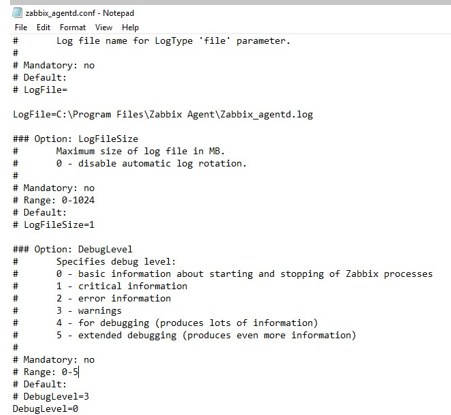 zabbix_agentd.conf - Notepad
File Edit Format View Help
# Log file name for LogType 'file' parameter.
#
# Mandatory: no
# Default:
# LogFile=
LogFile=C:\Program Files\Zabbix Agent\Zabbix_agentd.log
### Option: LogFileSize
# Maximum size of log file in MB.
# 0 - disable automatic log rotation.
#
# Mandatory: no
# Range: 0-1024
# Default:
# LogFileSize=1
### Option: DebugLevel
# Specifies debug level:
# 0 - basic information about starting and stopping of Zabbix processes
# 1 - critical information
# 2 - error information
# 3 - warnings
# 4 - for debugging (produces lots of information)
# 5 - extended debugging (produces even more information)
#
# Mandatory: no
# Range: 0-5
# Default:
# DebugLevel=3
DebugLevel=0